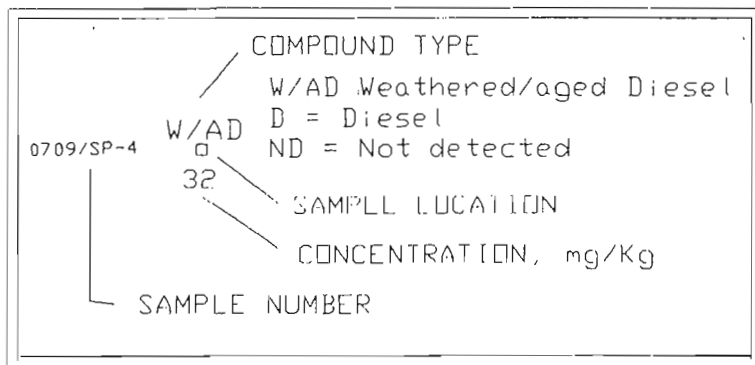 COMPOUND TYPE
W/AD Weathered/aged Diesel
D = Diesel
ND = Not detected
W/AD
0709/SP-4
32
SAMPLE LOCATION
CONCENTRATION, mg/Kg
SAMPLE NUMBER